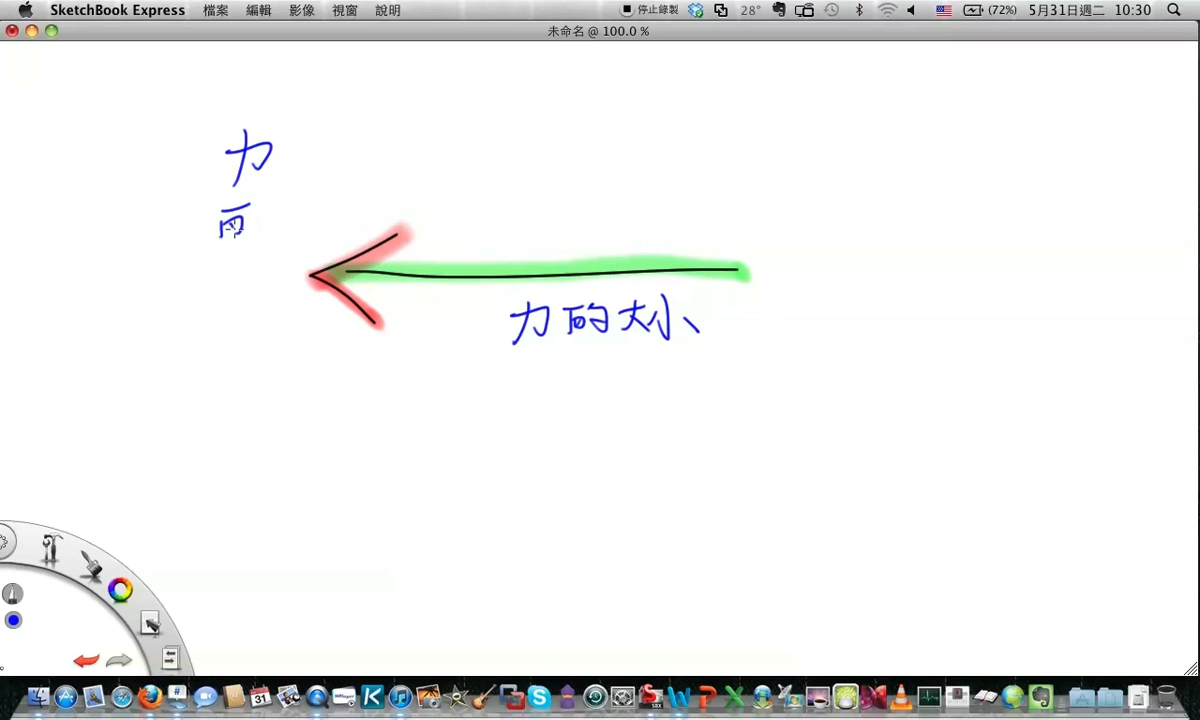 SketchBook Express 檔案 編輯 影像 視窗 說明 停止錄製 28° (72%) 5月31日週二 10:30
未命名 @ 100.0 %
力
力的大小